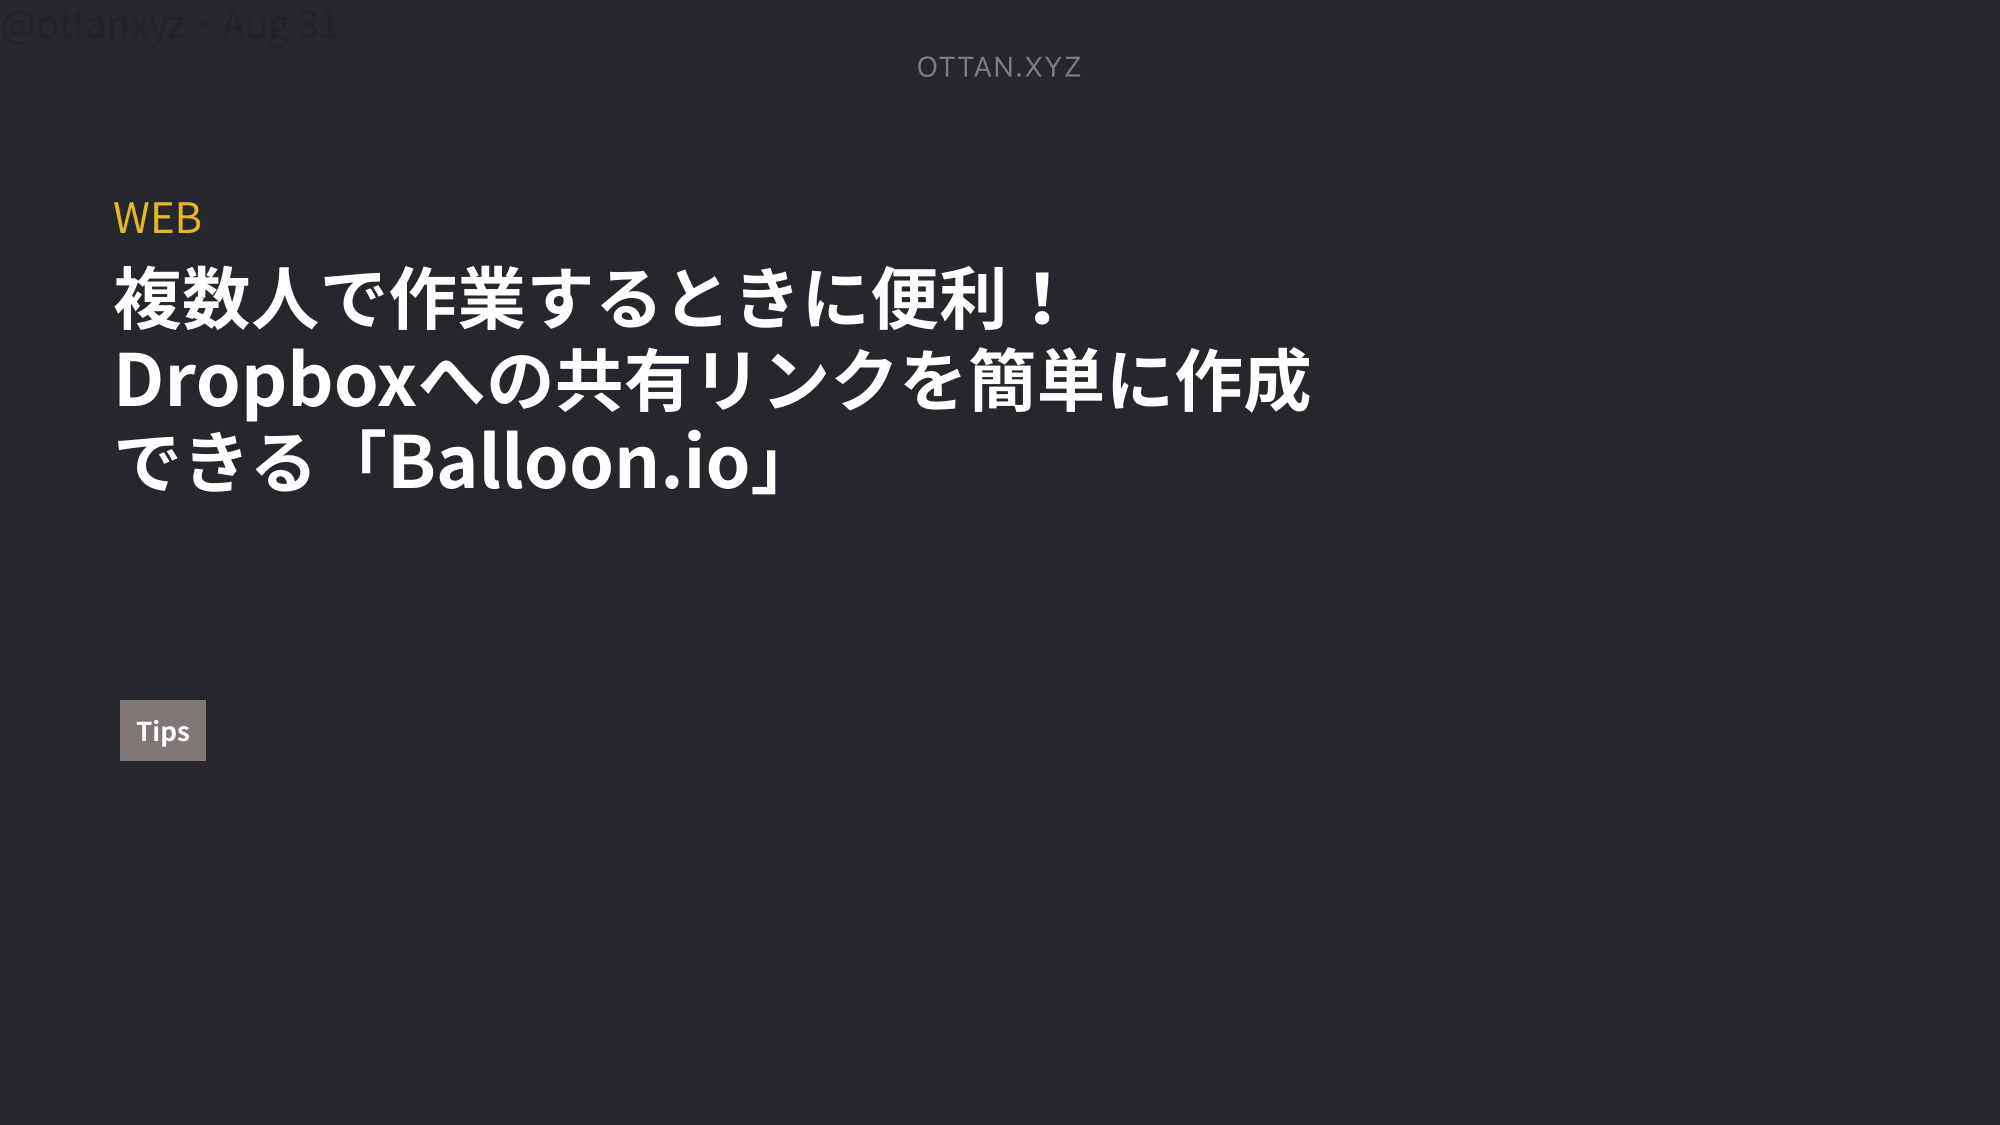 @ottanxyz・Aug 31
OTTAN.XYZ
WEB
複数人で作業するときに便利！
Dropboxへの共有リンクを簡単に作成
できる「Balloon.io」
Tips